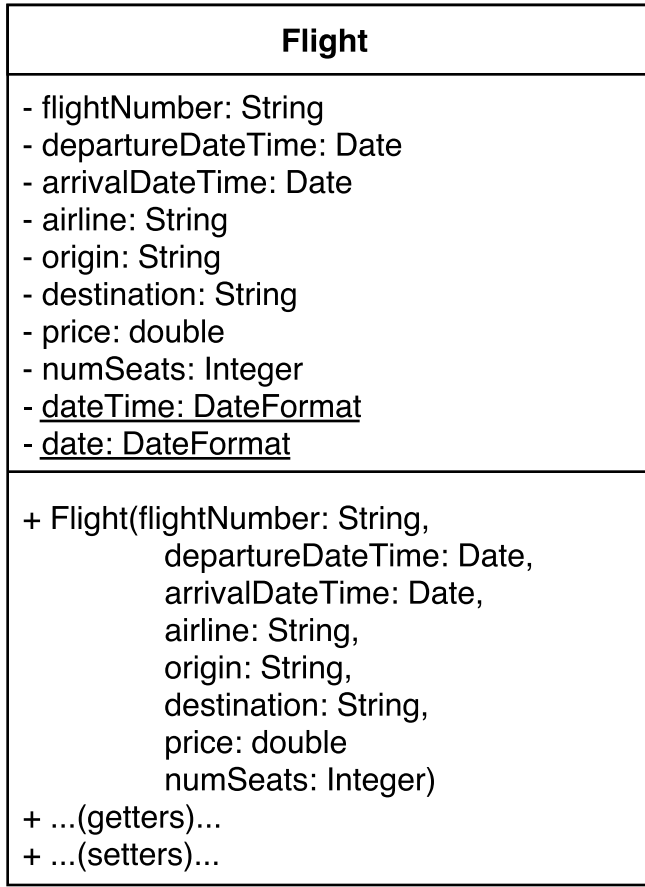 Flight
- flightNumber: String
- departureDateTime: Date
- arrivalDateTime: Date
- airline: String
- origin: String
- destination: String
- price: double
- numSeats: Integer
- dateTime: DateFormat
- date: DateFormat
+ Flight(flightNumber: String,
departureDateTime: Date,
arrivalDateTime: Date,
airline: String,
origin: String,
destination: String,
price: double
numSeats: Integer)
+ ...(getters)...
+ ...(setters)...